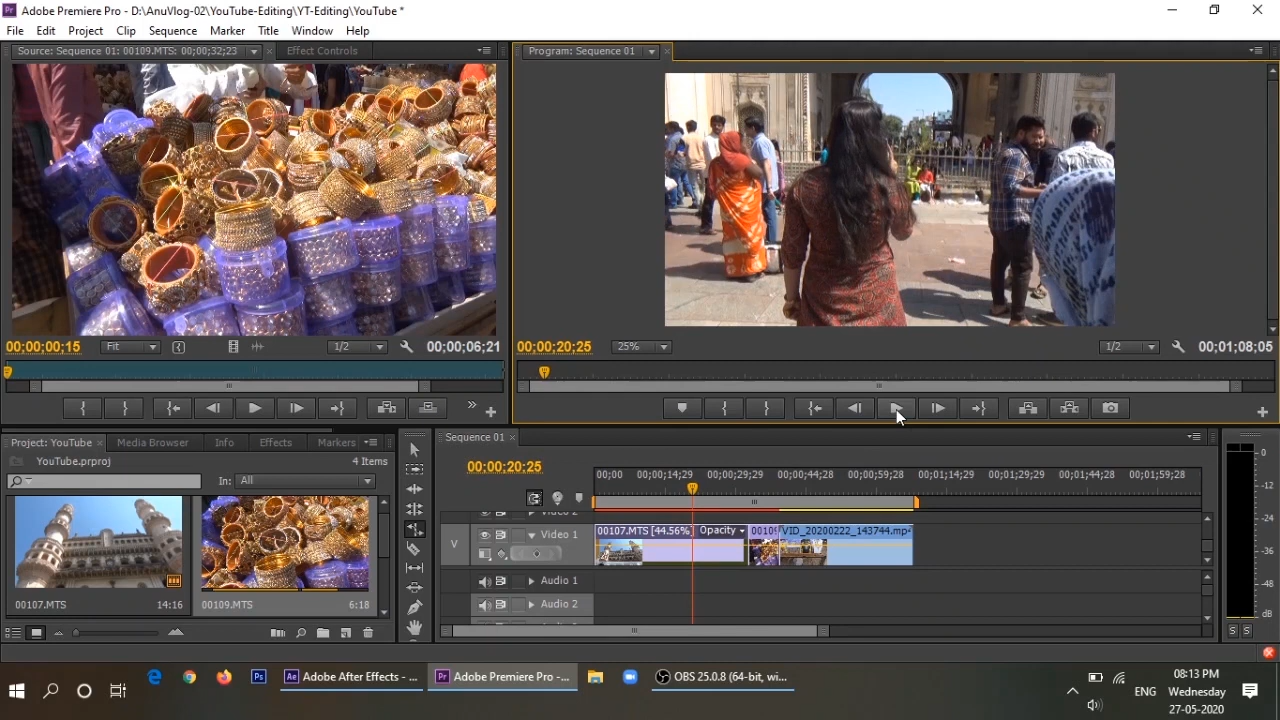 Adobe Premiere Pro - D:\AnuVlog-02\YouTube-Editing\YT-Editing\YouTube *
File Edit Project Clip Sequence Marker Title Window Help
Source: Sequence 01: 00109.MTS: 00;00;32;23
Effect Controls
Program: Sequence 01
00;00;00;15
Fit
1/2
00;00;06;21
00;00;20;25
25%
1/2
00;01;08;05
Project: YouTube
Media Browser
Info
Effects
Markers
YouTube.prproj
4 Items
In: All
00107.MTS 14:16
00109.MTS 6:18
Sequence 01
00;00;20;25
00;00 00;00;14;29 00;00;29;29 00;00;44;28 00;00;59;28 00;01;14;29 00;01;29;29 00;01;44;28 00;01;59;28
Video 2
V
Video 1
00107.MTS [44.56%] Opacity
00109
VID_20200222_143744.mp
Audio 1
Audio 2
0
-12
-24
-36
-48
dB
S S
Adobe After Effects - ...
Adobe Premiere Pro -...
OBS 25.0.8 (64-bit, wi...
ENG
08:13 PM
Wednesday
27-05-2020